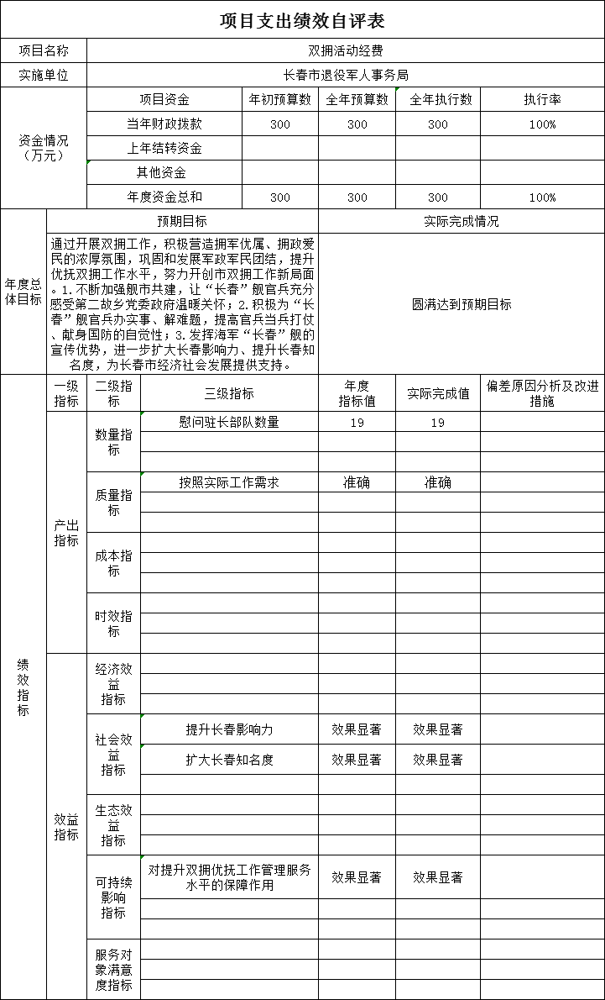 项目支出绩效自评表
项目名称 双拥活动经费
实施单位 长春市退役军人事务局
资金情况
（万元）
项目资金 年初预算数 全年预算数 全年执行数 执行率
当年财政拨款 300 300 300 100%
上年结转资金
其他资金
年度资金总和 300 300 300 100%
年度总
体目标
预期目标 实际完成情况
通过开展双拥工作，积极营造拥军优属、拥政爱
民的浓厚氛围，巩固和发展军政军民团结，提升
优抚双拥工作水平，努力开创市双拥工作新局面
。1.不断加强舰市共建，让“长春”舰官兵充分
感受第二故乡党委政府温暖关怀；2.积极为“长
春”舰官兵办实事、解难题，提高官兵当兵打仗
、献身国防的自觉性；3.发挥海军“长春”舰的
宣传优势，进一步扩大长春影响力、提升长春知
名度，为长春市经济社会发展提供支持。
圆满达到预期目标
绩
效
指
标
一级
指标
二级指
标
三级指标
年度
指标值
实际完成值
偏差原因分析及改进
措施
产出
指标
数量指
标
慰问驻长部队数量 19 19
质量指
标
按照实际工作需求 准确 准确
成本指
标
时效指
标
效益
指标
经济效
益
指标
社会效
益
指标
提升长春影响力 效果显著 效果显著
扩大长春知名度 效果显著 效果显著
生态效
益
指标
可持续
影响
指标
对提升双拥优抚工作管理服务
水平的保障作用
效果显著 效果显著
服务对
象满意
度指标